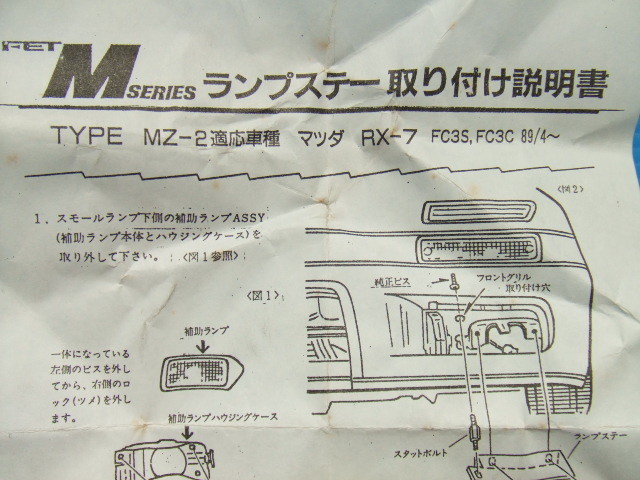 FET M SERIES ランプステー取り付け説明書
TYPE MZ-2適応車種 マツダ RX-7 FC3S,FC3C 89/4〜
1. スモールランプ下側の補助ランプASSY
(補助ランプ本体とハウジングケース)を
取り外して下さい。〈図1参照〉
〈図1〉
補助ランプ
一体になっている
左側のビスを外し
てから、右側のロ
ック(ツメ)を外し
ます。
補助ランプハウジングケース
〈図2〉
純正ビス
フロントグリル
取り付け穴
スタットボルト
ランプステー